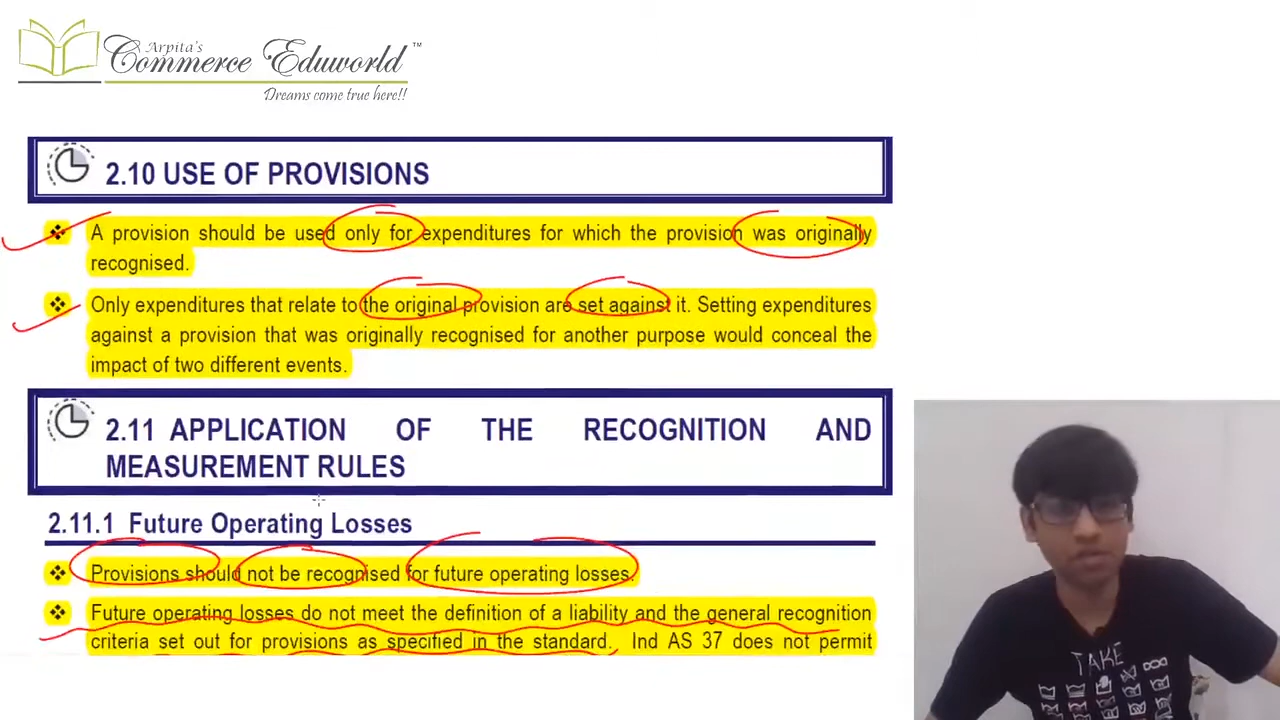 Arpita's
Commerce Eduworld™
Dreams come true here!!
2.10 USE OF PROVISIONS
❖ A provision should be used only for expenditures for which the provision was originally
recognised.
❖ Only expenditures that relate to the original provision are set against it. Setting expenditures
against a provision that was originally recognised for another purpose would conceal the
impact of two different events.
2.11 APPLICATION OF THE RECOGNITION AND
MEASUREMENT RULES
2.11.1 Future Operating Losses
❖ Provisions should not be recognised for future operating losses.
❖ Future operating losses do not meet the definition of a liability and the general recognition
criteria set out for provisions as specified in the standard. Ind AS 37 does not permit
TAKE